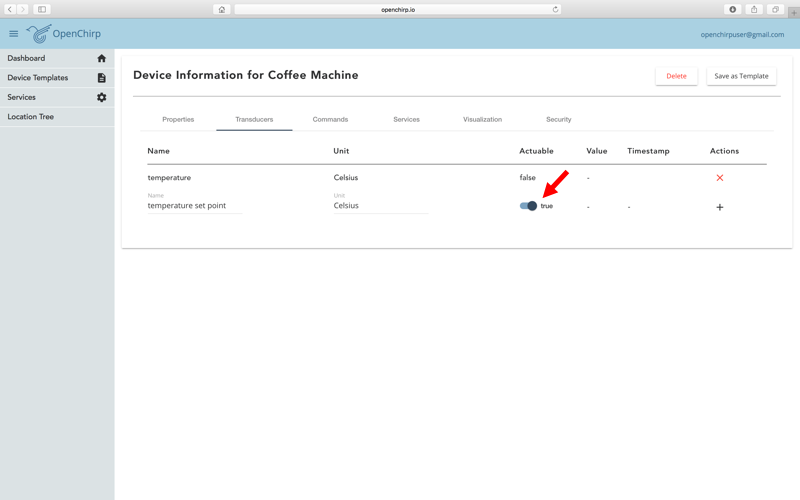 openchirp.io
OpenChirp
openchirpuser@gmail.com
Dashboard
Device Templates
Services
Location Tree
Device Information for Coffee Machine
Delete
Save as Template
Properties Transducers Commands Services Visualization Security
Name Unit Actuable Value Timestamp Actions
temperature Celsius false -
Name Unit
temperature set point Celsius true - -